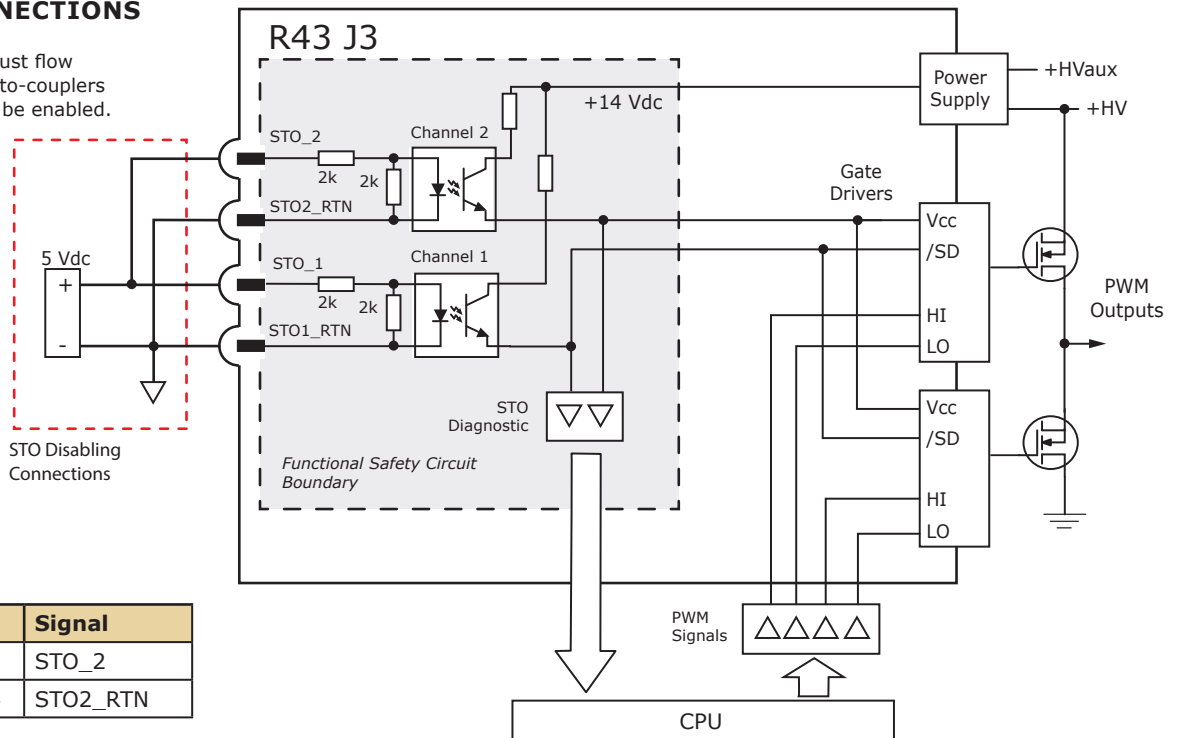 NNECTIONS
ust flow
to-couplers
be enabled.
R43 J3
+14 Vdc
Power
Supply
+HVaux
+HV
STO_2
Channel 2
2k
2k
STO2_RTN
Gate
Drivers
Vcc
/SD
HI
LO
5 Vdc
+
-
STO_1
Channel 1
2k
2k
STO1_RTN
PWM
Outputs
STO
Diagnostic
Vcc
/SD
HI
LO
STO Disabling
Connections
Functional Safety Circuit
Boundary
PWM
Signals
Signal
STO_2
STO2_RTN
CPU